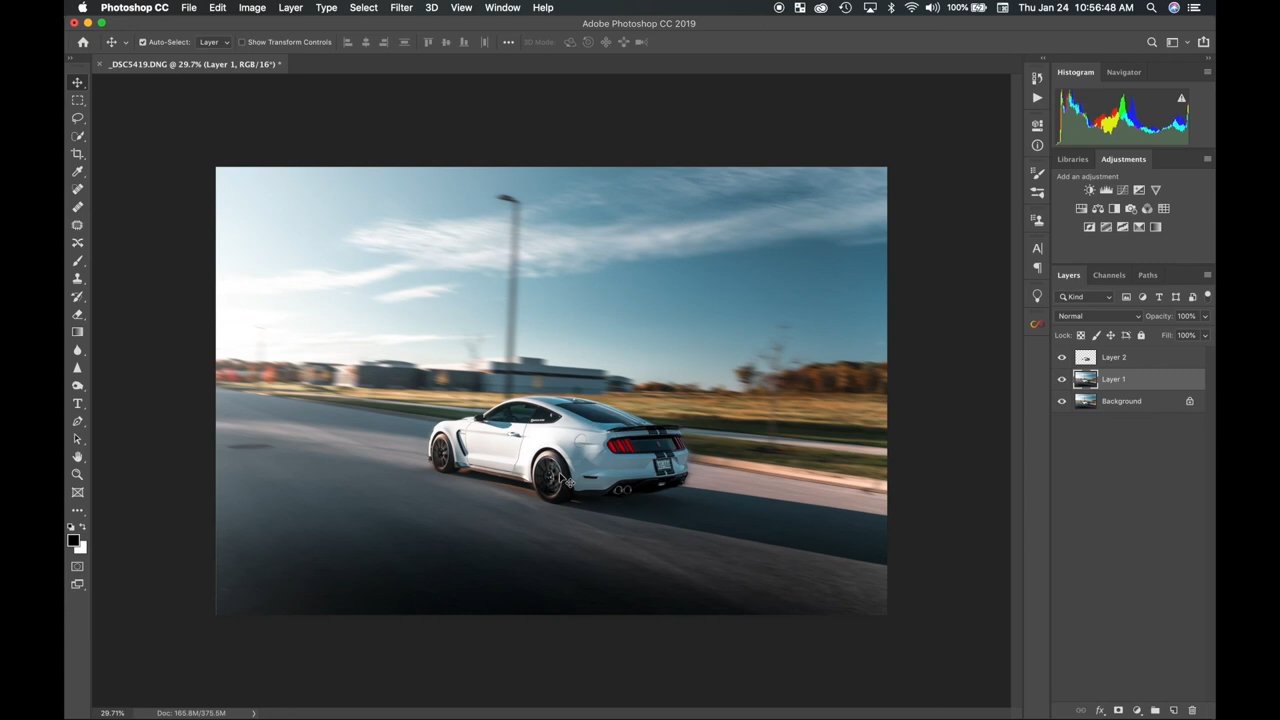 Photoshop CC File Edit Image Layer Type Select Filter 3D View Window Help 100% Thu Jan 24 10:56:48 AM
Adobe Photoshop CC 2019
Auto-Select: Layer Show Transform Controls 3D Mode:
_DSC5419.DNG @ 29.7% (Layer 1, RGB/16*) *
Histogram Navigator
Libraries Adjustments
Add an adjustment
Layers Channels Paths
Kind
Normal Opacity: 100%
Lock: Fill: 100%
Layer 2
Layer 1
Background
29.71% Doc: 165.8M/375.5M